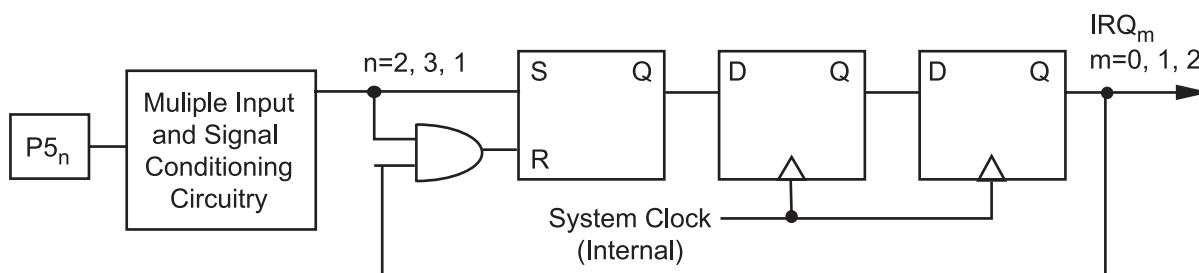 P5n
Muliple Input
and Signal
Conditioning
Circuitry
n=2, 3, 1
S
Q
R
D
Q
D
Q
System Clock
(Internal)
IRQm
m=0, 1, 2